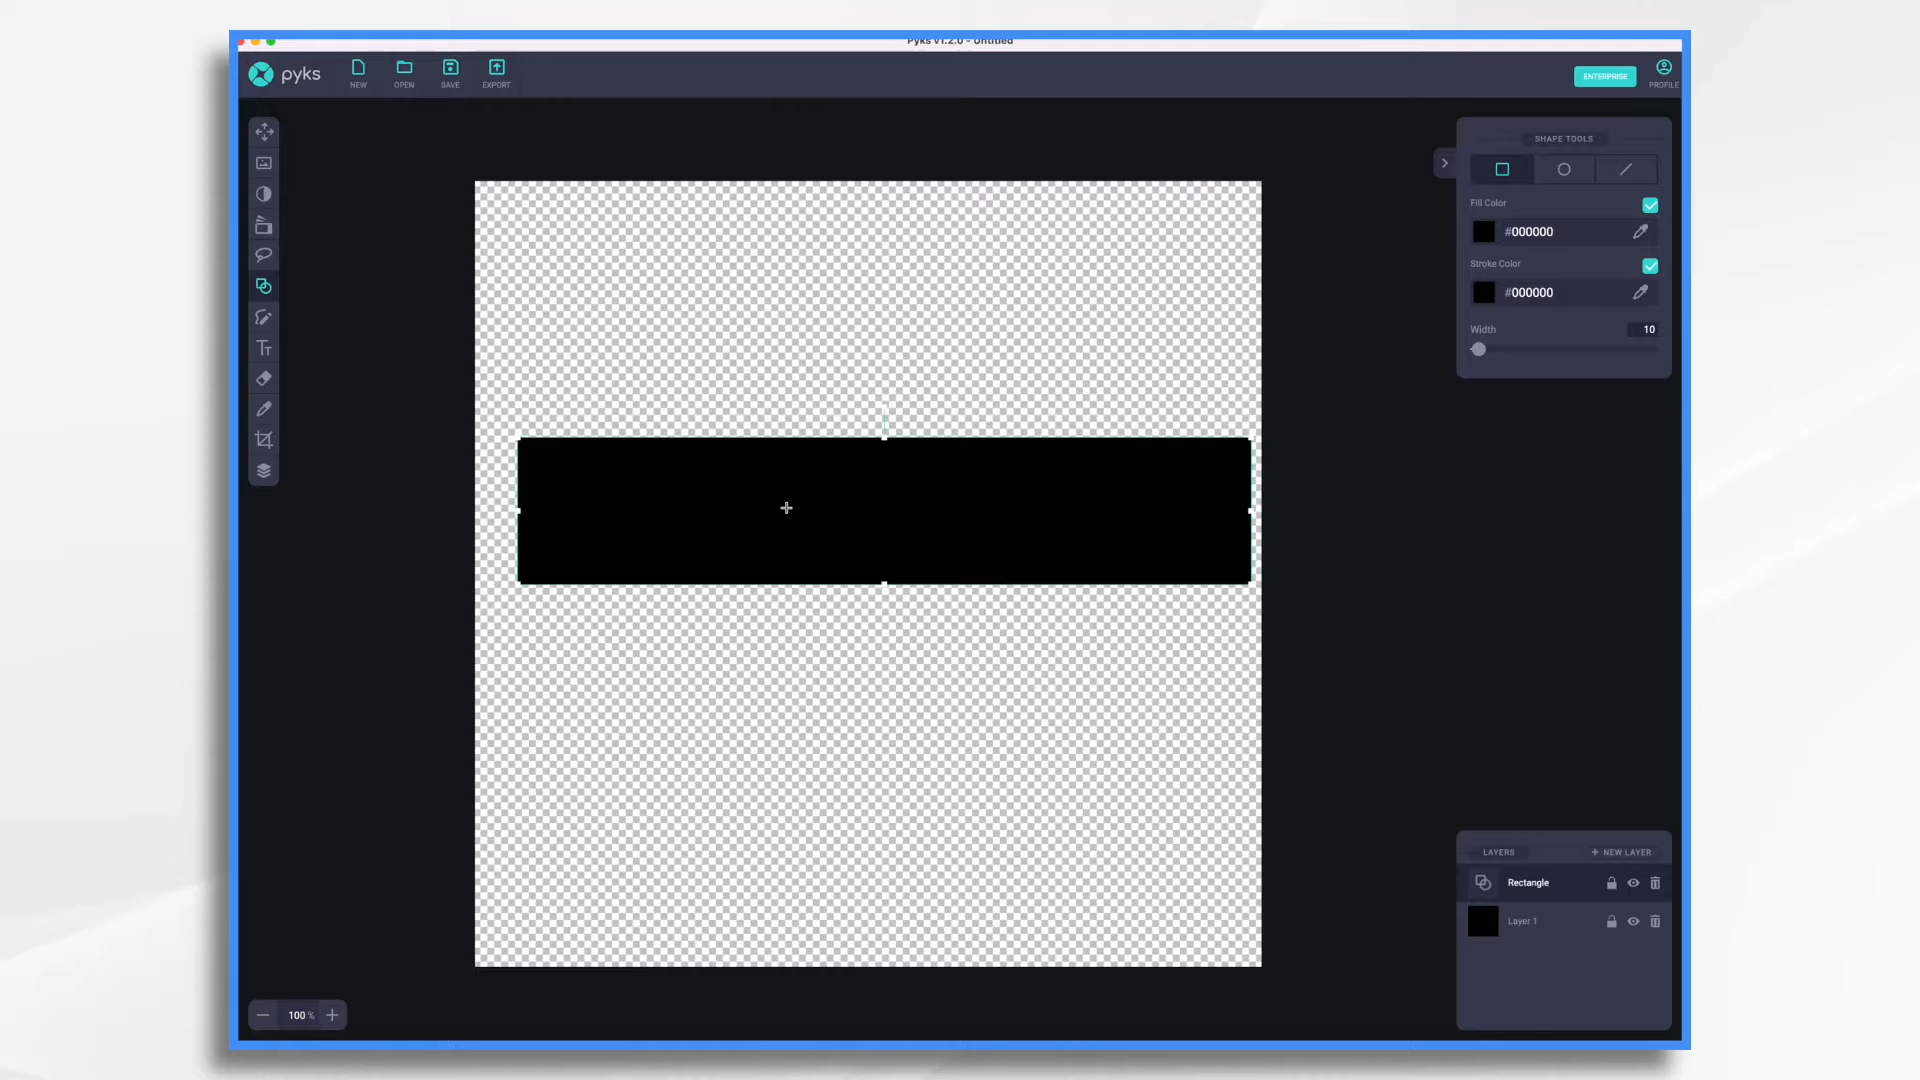 Pyks v1.2.0 - Untitled
pyks
NEW
OPEN
SAVE
EXPORT
ENTERPRISE
PROFILE
SHAPE TOOLS
Fill Color
#000000
Stroke Color
#000000
Width
10
LAYERS
+ NEW LAYER
Rectangle
Layer 1
100 %